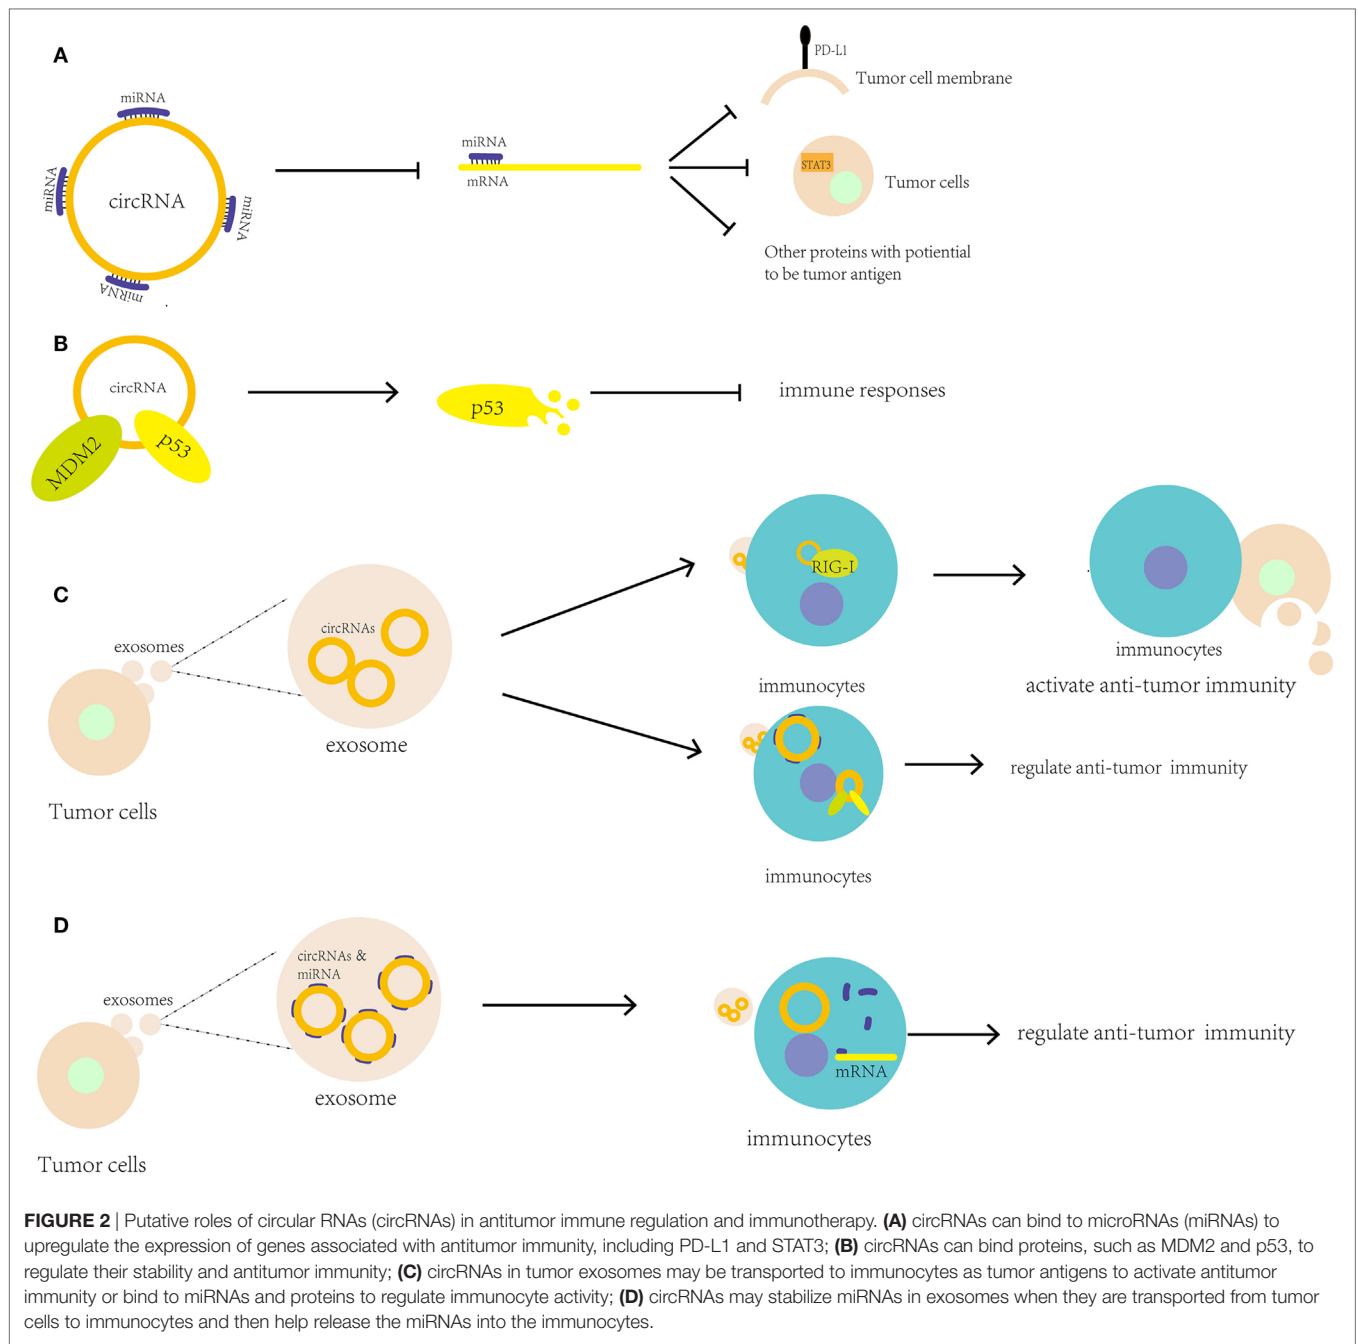 A
PD-L1
Tumor cell membrane
miRNA
miRNA
miRNA
miRNA
circRNA
miRNA
mRNA
STAT3
Tumor cells
Other proteins with potiential
to be tumor antigen
B
circRNA
MDM2
p53
p53
immune responses
C
exosomes
Tumor cells
circRNAs
exosome
RIG-I
immunocytes
immunocytes
activate anti-tumor immunity
immunocytes
regulate anti-tumor immunity
D
exosomes
Tumor cells
circRNAs &
miRNA
exosome
mRNA
immunocytes
regulate anti-tumor immunity
FIGURE 2 | Putative roles of circular RNAs (circRNAs) in antitumor immune regulation and immunotherapy. (A) circRNAs can bind to microRNAs (miRNAs) to
upregulate the expression of genes associated with antitumor immunity, including PD-L1 and STAT3; (B) circRNAs can bind proteins, such as MDM2 and p53, to
regulate their stability and antitumor immunity; (C) circRNAs in tumor exosomes may be transported to immunocytes as tumor antigens to activate antitumor
immunity or bind to miRNAs and proteins to regulate immunocyte activity; (D) circRNAs may stabilize miRNAs in exosomes when they are transported from tumor
cells to immunocytes and then help release the miRNAs into the immunocytes.